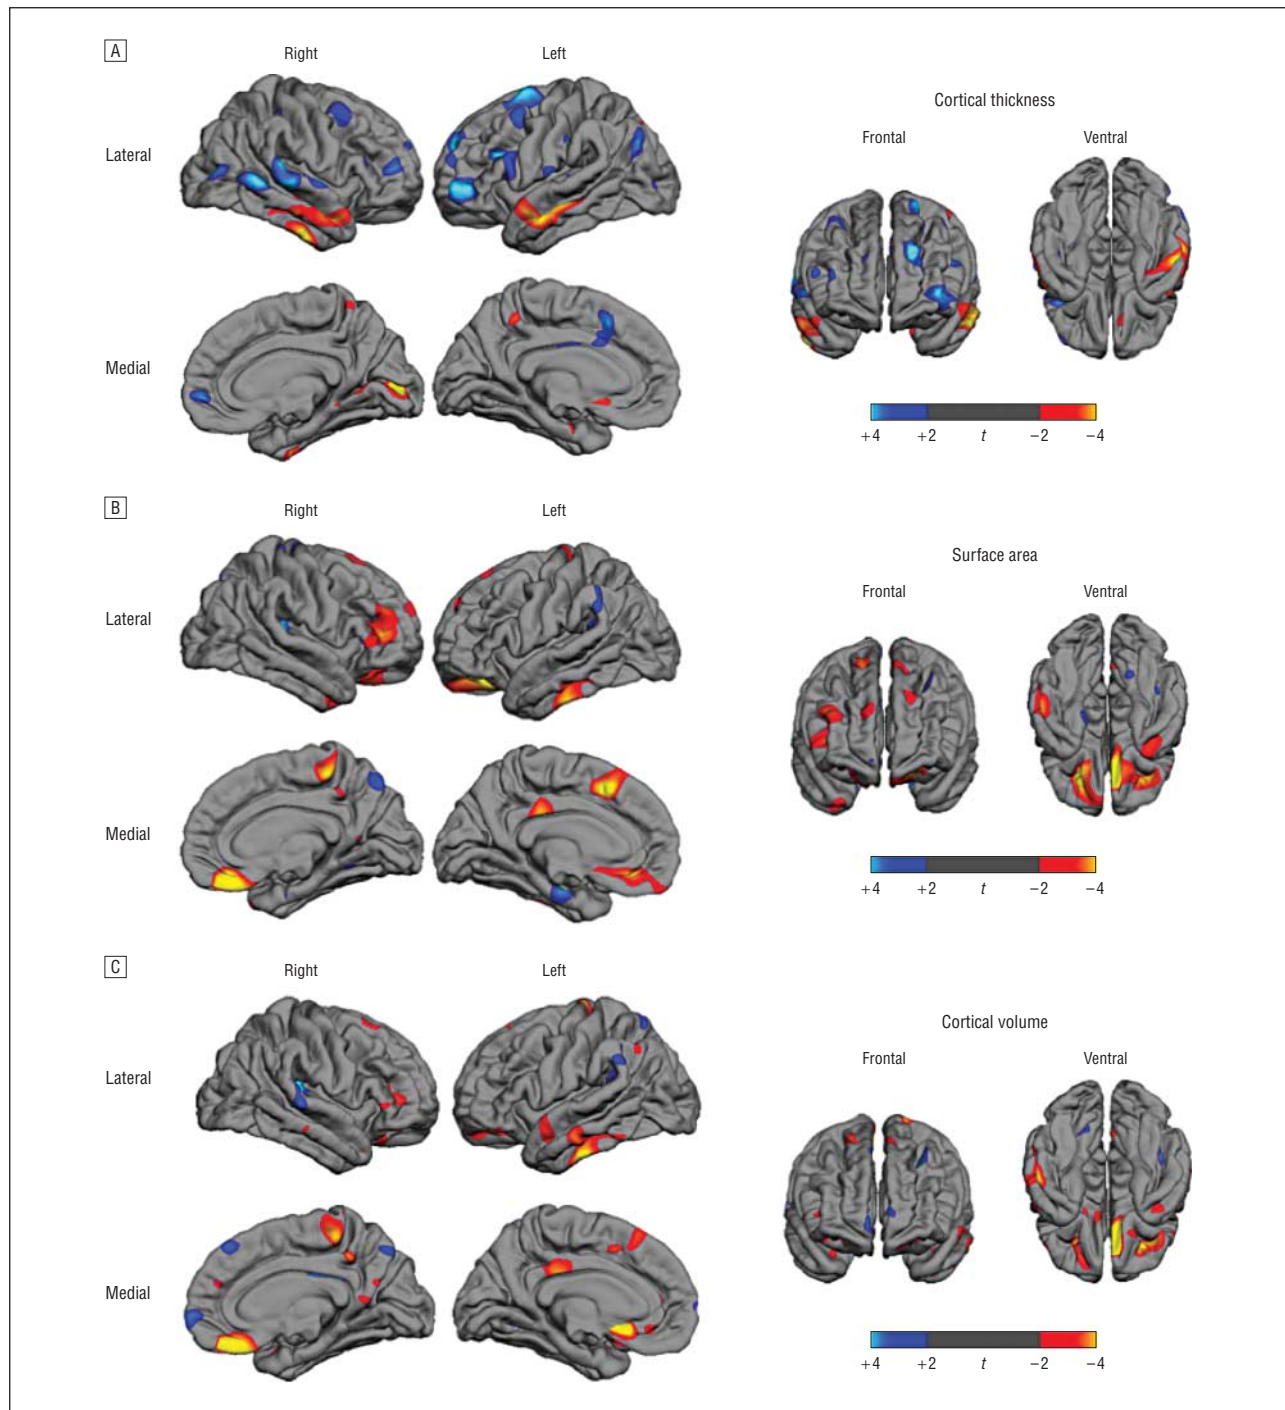 A
Right
Left
Cortical thickness
Frontal
Ventral
Lateral
Medial
+4
+2
t
−2
−4
B
Right
Left
Surface area
Frontal
Ventral
Lateral
Medial
+4
+2
t
−2
−4
C
Right
Left
Cortical volume
Frontal
Ventral
Lateral
Medial
+4
+2
t
−2
−4